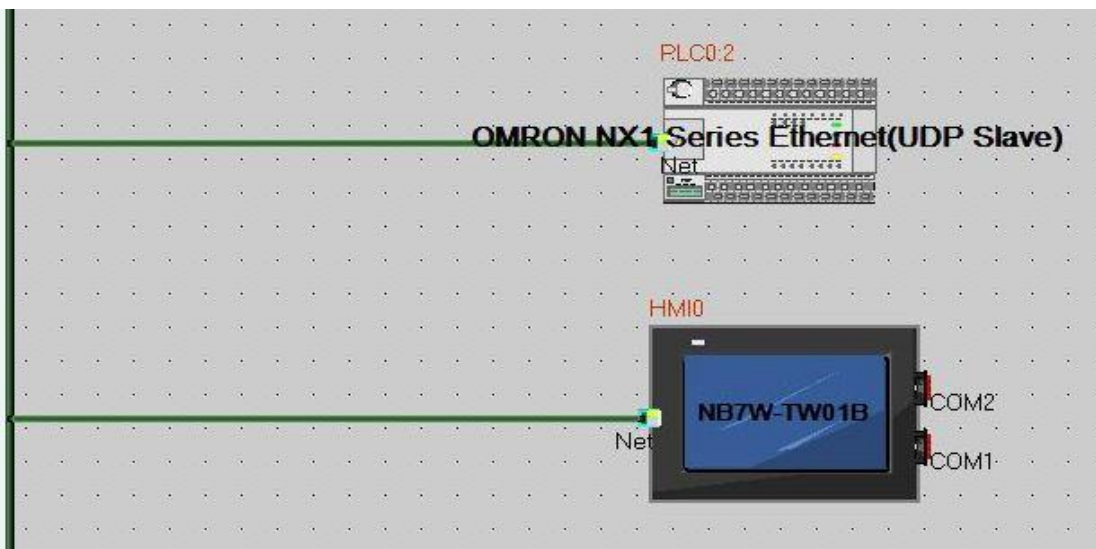 PLC0:2
OMRON NX1 Series Ethernet(UDP Slave)
Net
HMI0
NB7W-TW01B
COM2
Net
COM1